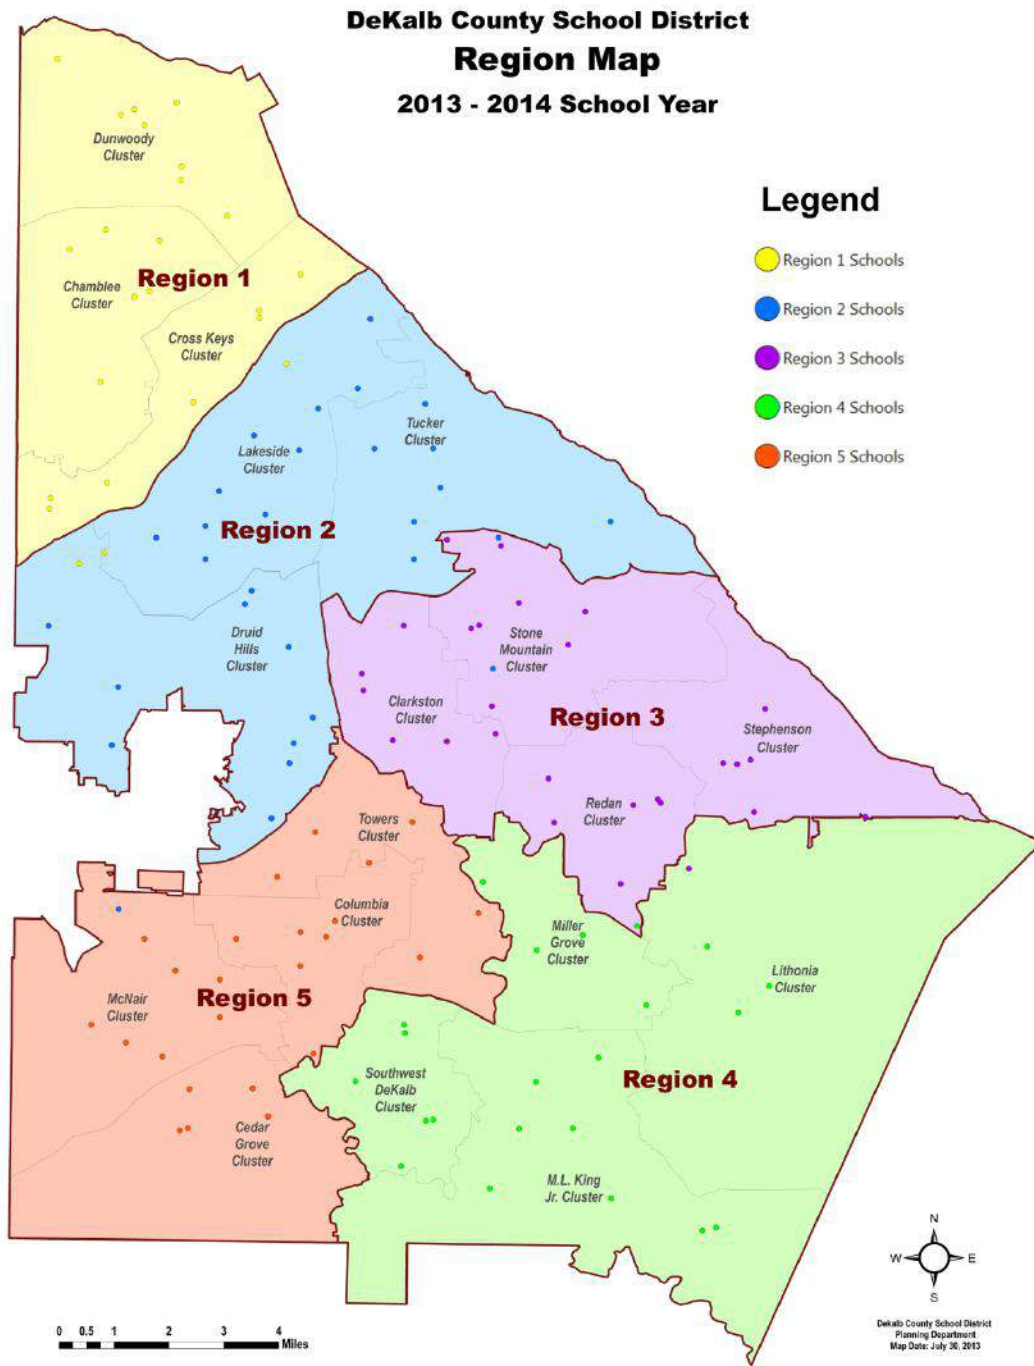 DeKalb County School District
Region Map
2013 - 2014 School Year
Legend
Region 1 Schools
Region 2 Schools
Region 3 Schools
Region 4 Schools
Region 5 Schools
Dunwoody
Cluster
Region 1
Chamblee
Cluster
Cross Keys
Cluster
Tucker
Cluster
Lakeside
Cluster
Region 2
Druid
Hills
Cluster
Stone
Mountain
Cluster
Clarkston
Cluster
Region 3
Stephenson
Cluster
Redan
Cluster
Towers
Cluster
Columbia
Cluster
Miller
Grove
Cluster
Lithonia
Cluster
McNair
Cluster
Region 5
Southwest
DeKalb
Cluster
Region 4
Cedar
Grove
Cluster
M.L. King
Jr. Cluster
N
W
E
S
0 0.5 1 2 3 4
Miles
DeKalb County School District
Planning Department
Map Date: July 30, 2013